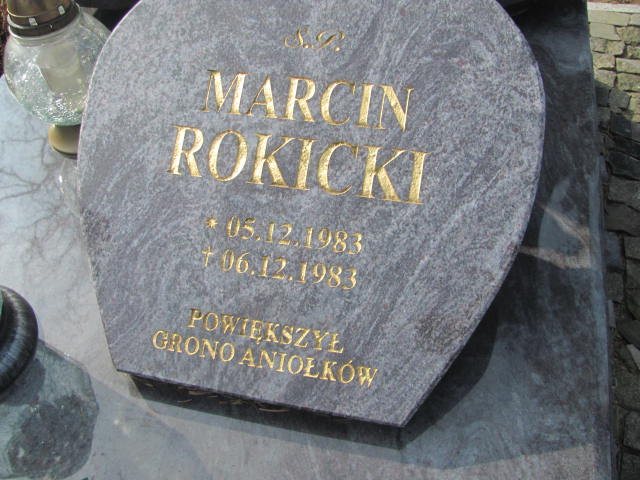 Ś.P.
MARCIN
ROKICKI
* 05.12.1983
† 06.12.1983
POWIĘKSZYŁ
GRONO ANIOŁKÓW